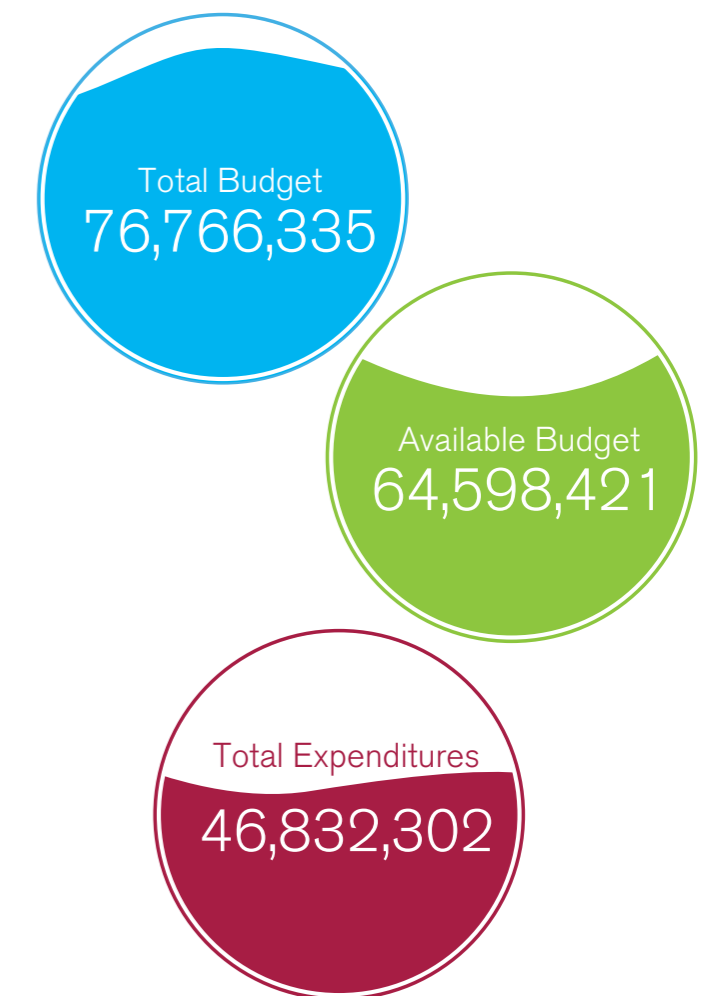 Total Budget
76,766,335
Available Budget
64,598,421
Total Expenditures
46,832,302